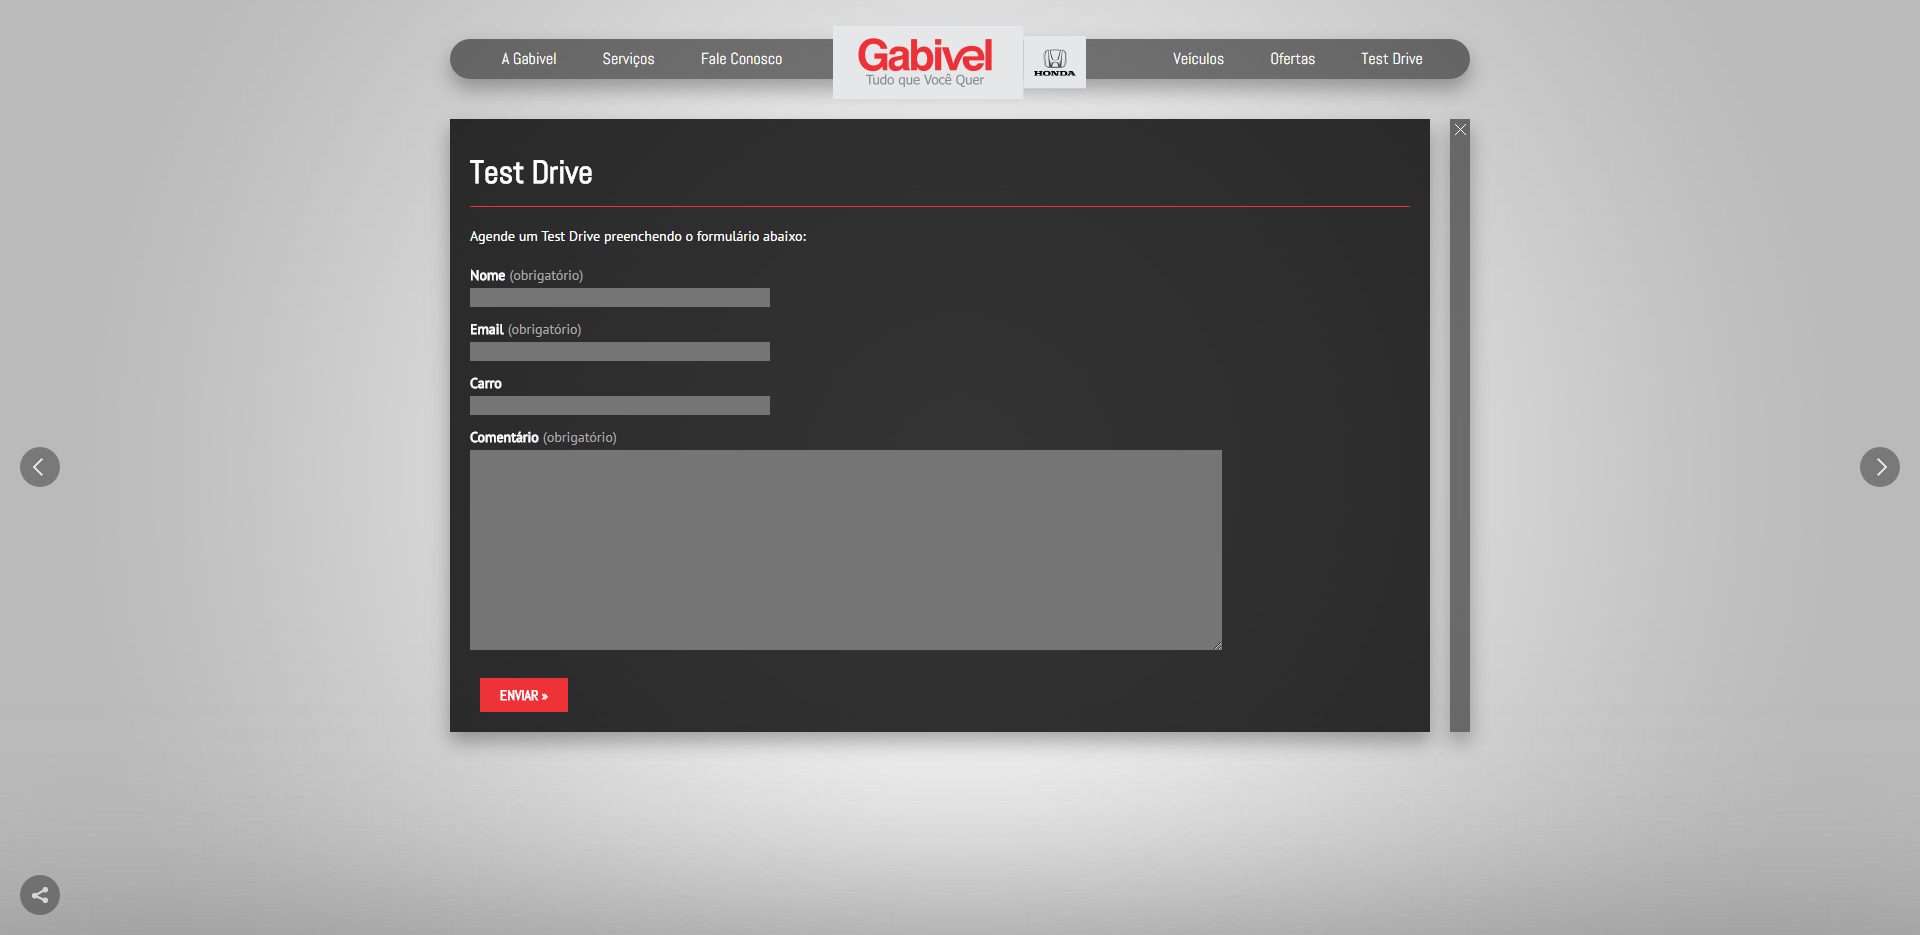 A Gabivel Serviços Fale Conosco Gabivel Tudo que Você Quer HONDA Veículos Ofertas Test Drive
Test Drive
Agende um Test Drive preenchendo o formulário abaixo:
Nome (obrigatório)
Email (obrigatório)
Carro
Comentário (obrigatório)
ENVIAR »